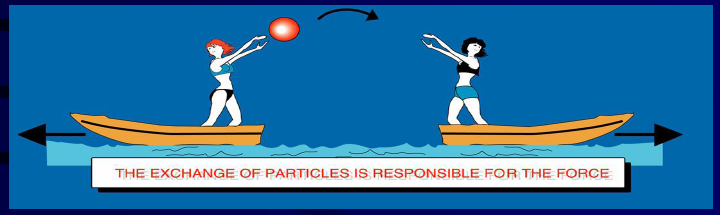 THE EXCHANGE OF PARTICLES IS RESPONSIBLE FOR THE FORCE